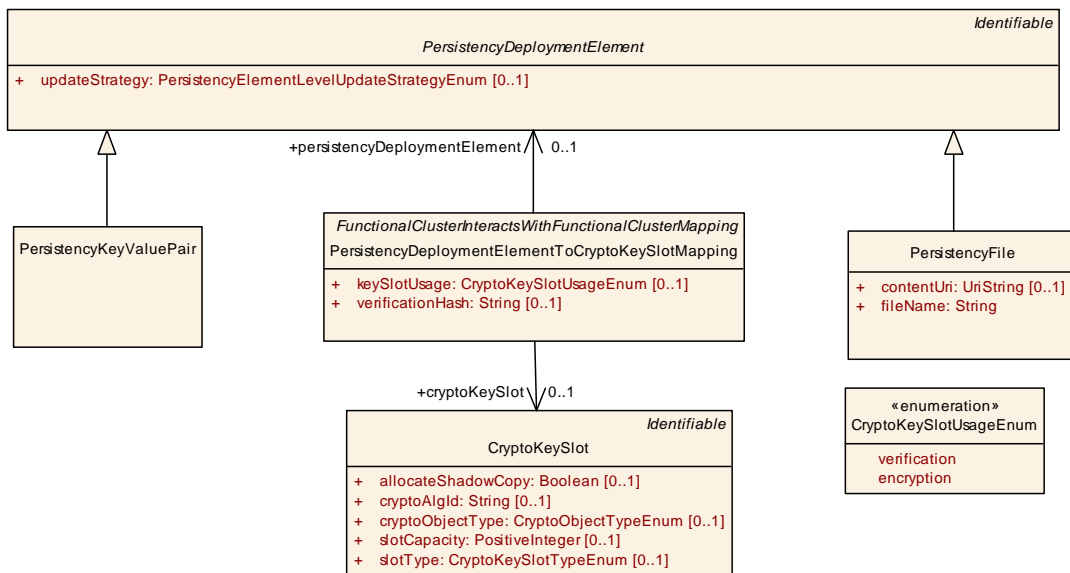 Identifiable
PersistencyDeploymentElement
+ updateStrategy: PersistencyElementLevelUpdateStrategyEnum [0..1]
+persistencyDeploymentElement 0..1
PersistencyKeyValuePair
FunctionalClusterInteractsWithFunctionalClusterMapping
PersistencyDeploymentElementToCryptoKeySlotMapping
+ keySlotUsage: CryptoKeySlotUsageEnum [0..1]
+ verificationHash: String [0..1]
PersistencyFile
+ contentUri: UriString [0..1]
+ fileName: String
+cryptoKeySlot 0..1
Identifiable
CryptoKeySlot
+ allocateShadowCopy: Boolean [0..1]
+ cryptoAlgId: String [0..1]
+ cryptoObjectType: CryptoObjectTypeEnum [0..1]
+ slotCapacity: PositiveInteger [0..1]
+ slotType: CryptoKeySlotTypeEnum [0..1]
«enumeration»
CryptoKeySlotUsageEnum
verification
encryption